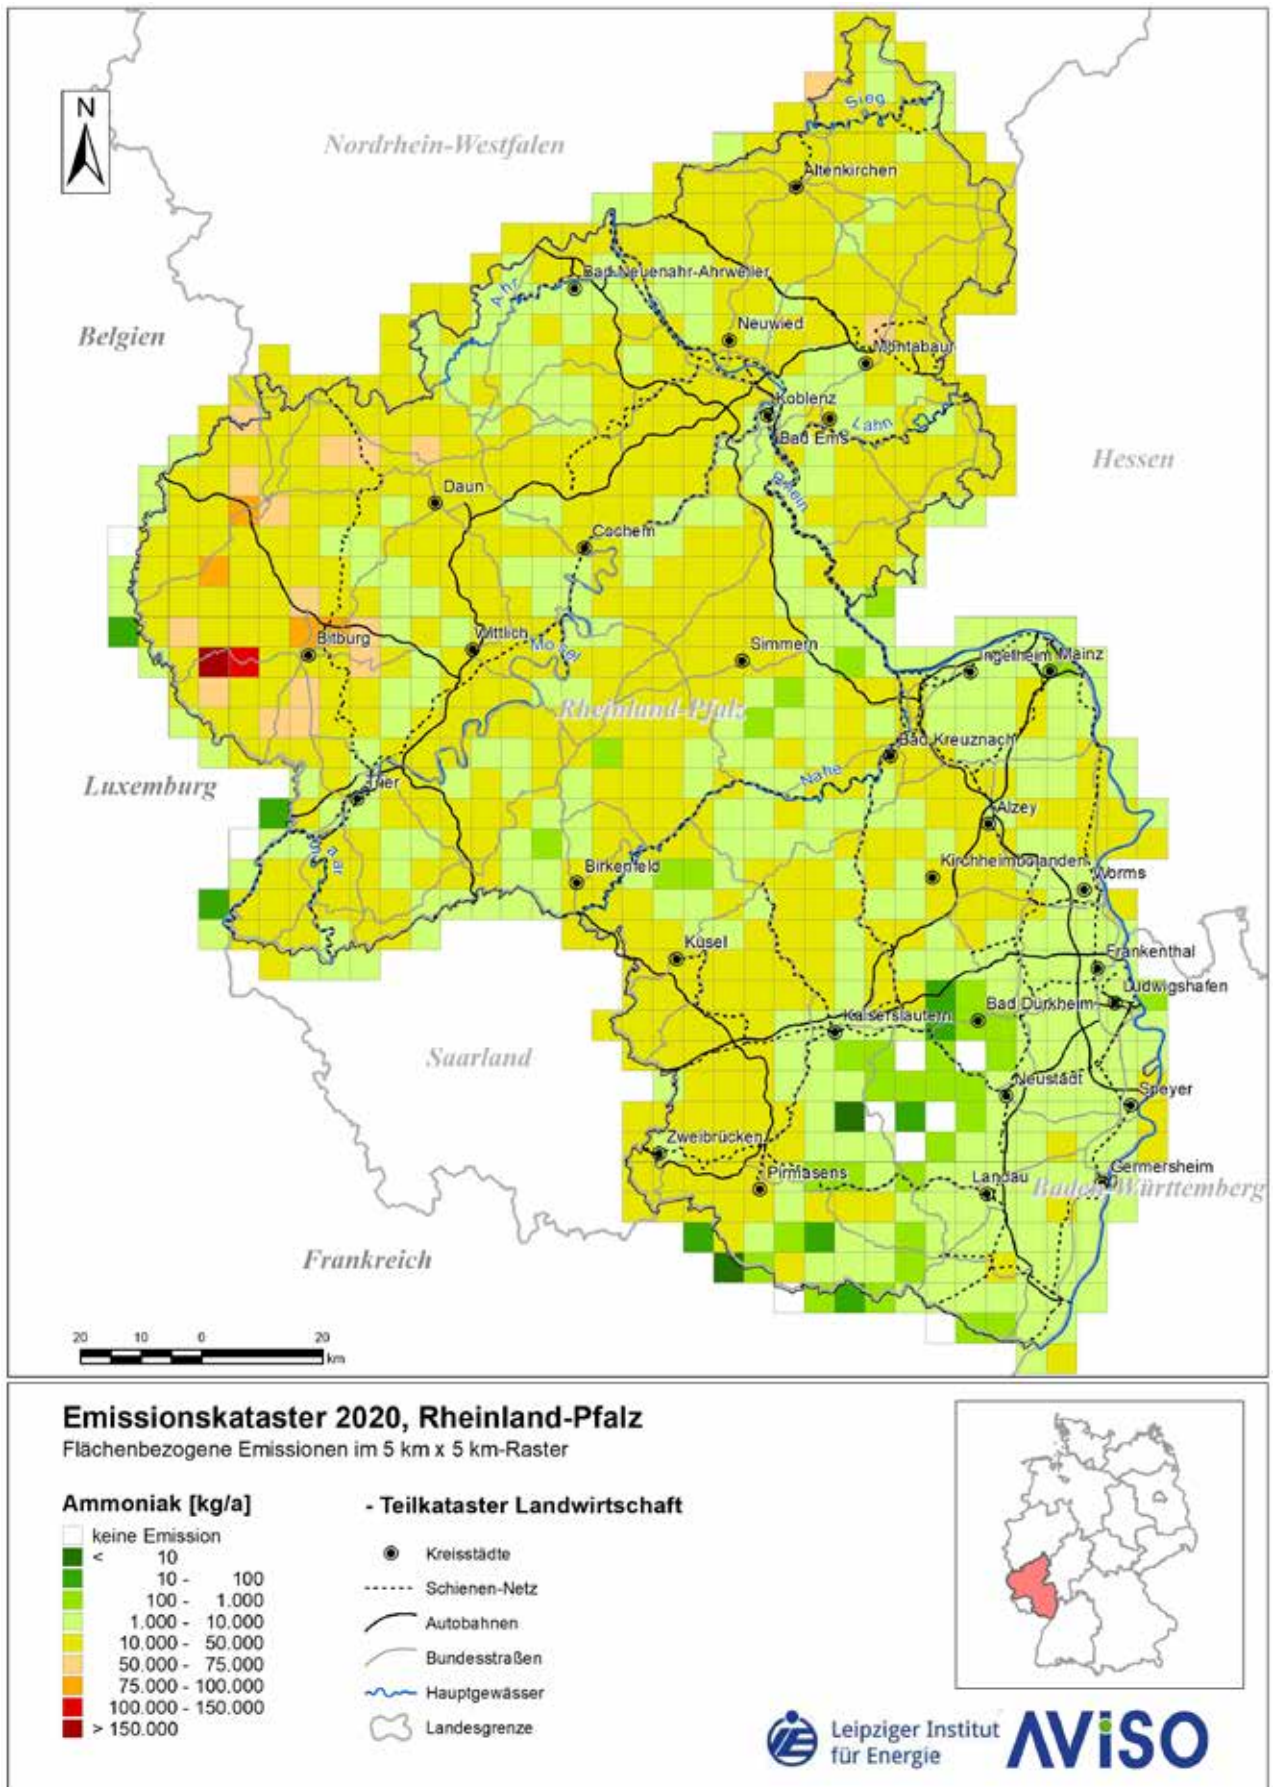 N
Nordrhein-Westfalen
Sieg
Altenkirchen
Bad Neuenahr-Ahrweiler
Ahr
Belgien
Neuwied
Montabaur
Koblenz
Lahn
Bad Ems
Hessen
Daun
Rhein
Cochem
Bitburg
Wittlich
Mosel
Simmern
Ingelheim
Mainz
Rheinland-Pfalz
Bad Kreuznach
Luxemburg
Trier
Nahe
Alzey
Saar
Birkenfeld
Kirchheimbolanden
Worms
Kusel
Frankenthal
Ludwigshafen
Bad Dürkheim
Kaiserslautern
Saarland
Neustadt
Speyer
Zweibrücken
Pirmasens
Landau
Germersheim
Baden-Württemberg
Frankreich
20 10 0 20
km
Emissionskataster 2020, Rheinland-Pfalz
Flächenbezogene Emissionen im 5 km x 5 km-Raster
Ammoniak [kg/a]
keine Emission
< 10
10 - 100
100 - 1.000
1.000 - 10.000
10.000 - 50.000
50.000 - 75.000
75.000 - 100.000
100.000 - 150.000
> 150.000
- Teilkataster Landwirtschaft
Kreisstädte
Schienen-Netz
Autobahnen
Bundesstraßen
Hauptgewässer
Landesgrenze
Leipziger Institut
für Energie
AViSO